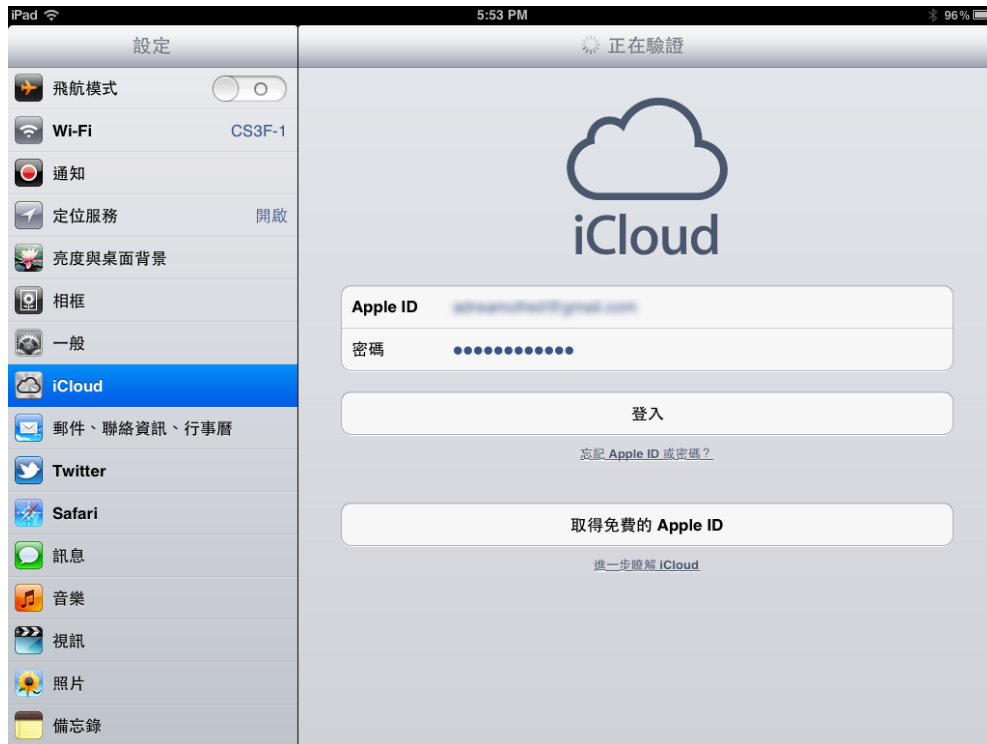 iPad
5:53 PM
96%
設定
飛航模式
Wi-Fi CS3F-1
通知
定位服務 開啟
亮度與桌面背景
相框
一般
iCloud
郵件、聯絡資訊、行事曆
Twitter
Safari
訊息
音樂
視訊
照片
備忘錄
正在驗證
iCloud
Apple ID
密碼 ••••••••••••
登入
忘記 Apple ID 或密碼？
取得免費的 Apple ID
進一步瞭解 iCloud